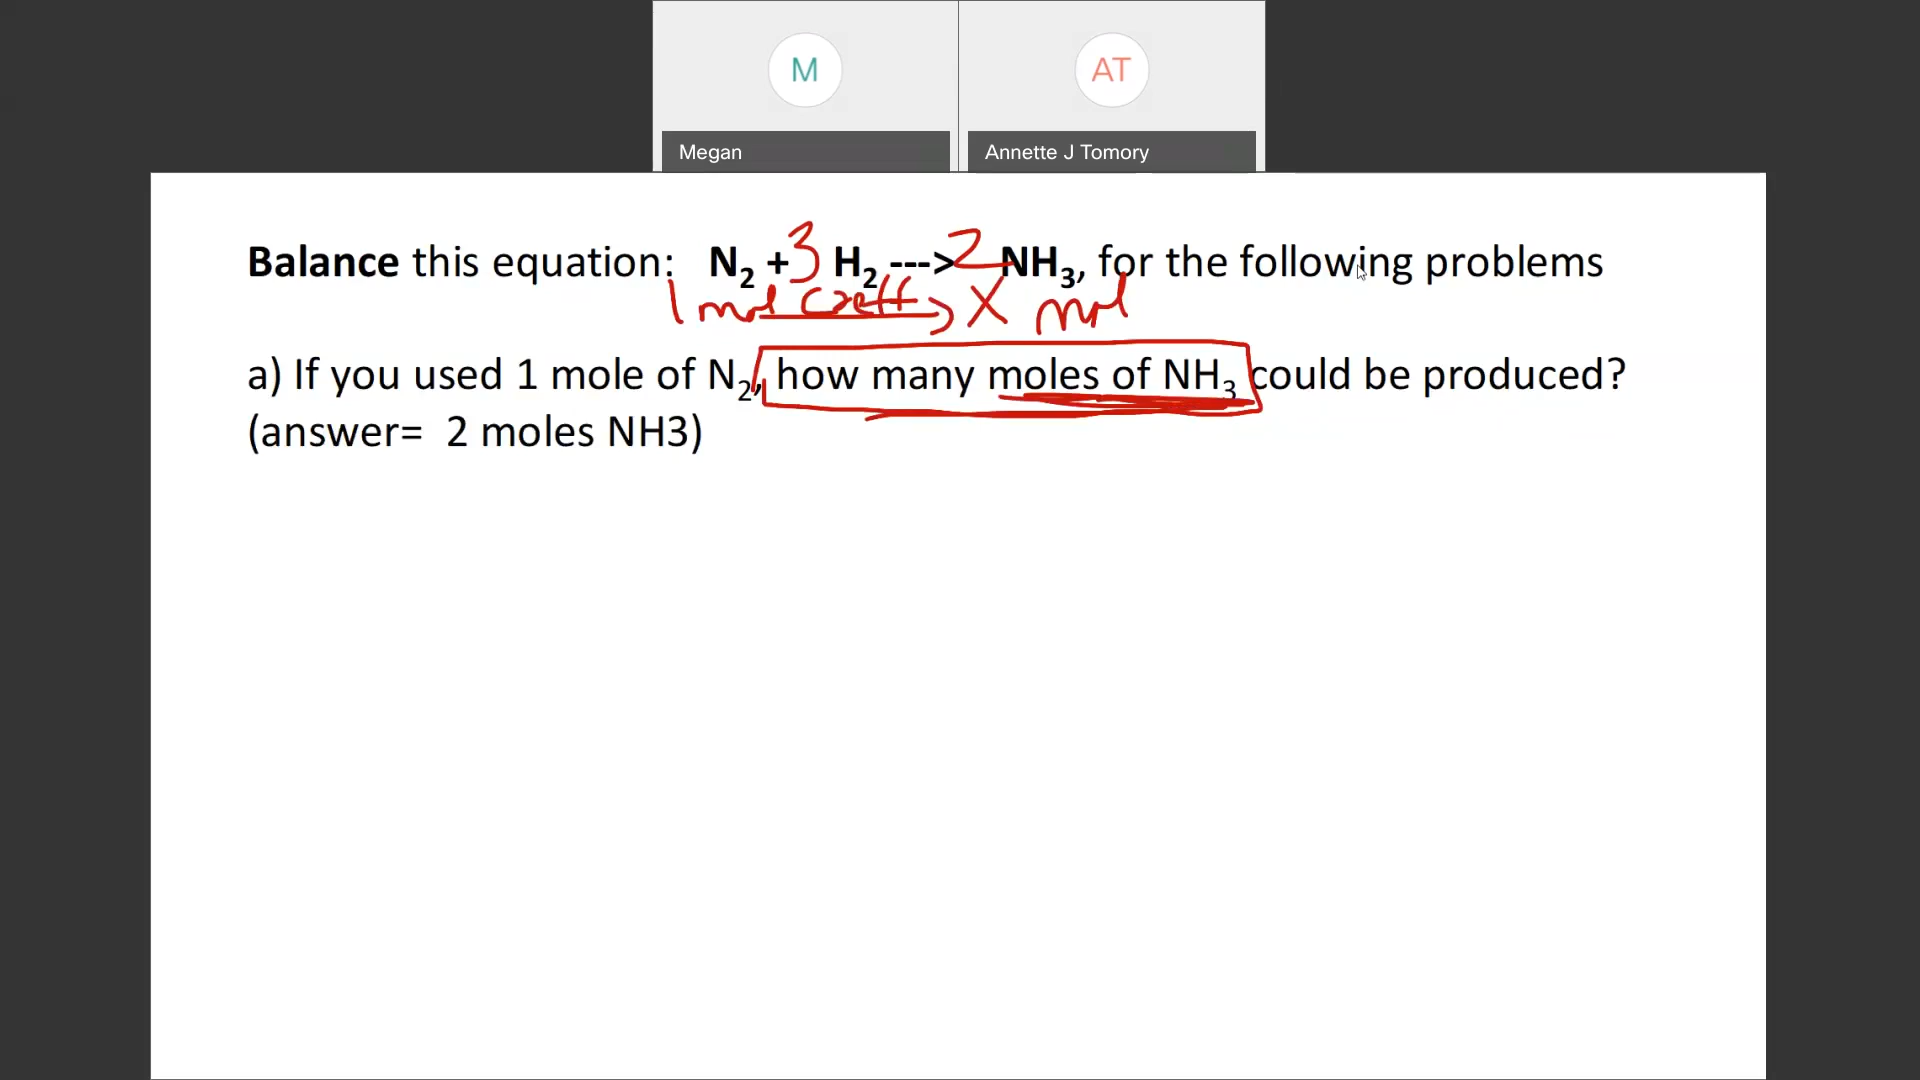 M
AT
Megan
Annette J Tomory
Balance this equation: N₂ + 3 H₂ ---> 2 NH₃, for the following problems
1 mol coeff X mol
a) If you used 1 mole of N₂, how many moles of NH₃ could be produced?
(answer= 2 moles NH3)